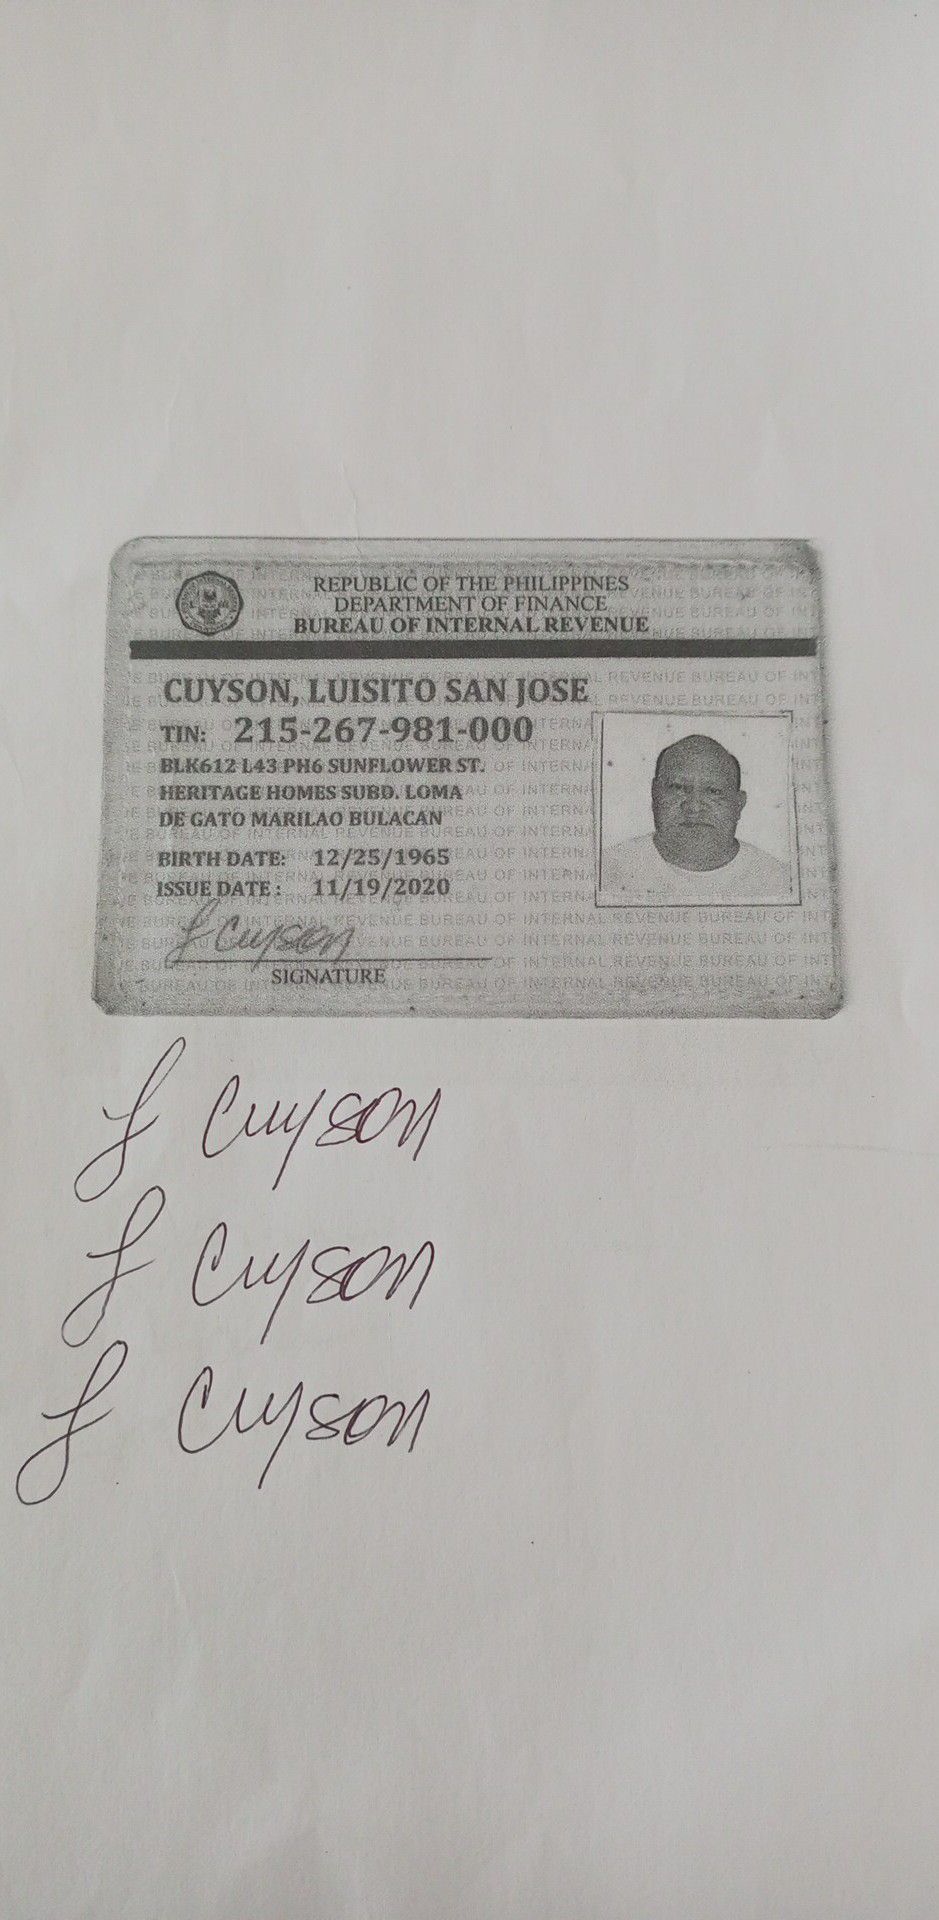 REPUBLIC OF THE PHILIPPINES
DEPARTMENT OF FINANCE
BUREAU OF INTERNAL REVENUE
CUYSON, LUISITO SAN JOSE
TIN: 215-267-981-000
BLK612 L43 PH6 SUNFLOWER ST.
HERITAGE HOMES SUBD. LOMA
DE GATO MARILAO BULACAN
BIRTH DATE: 12/25/1965
ISSUE DATE : 11/19/2020
L Cuyson
SIGNATURE
L Cuyson
L Cuyson
L Cuyson